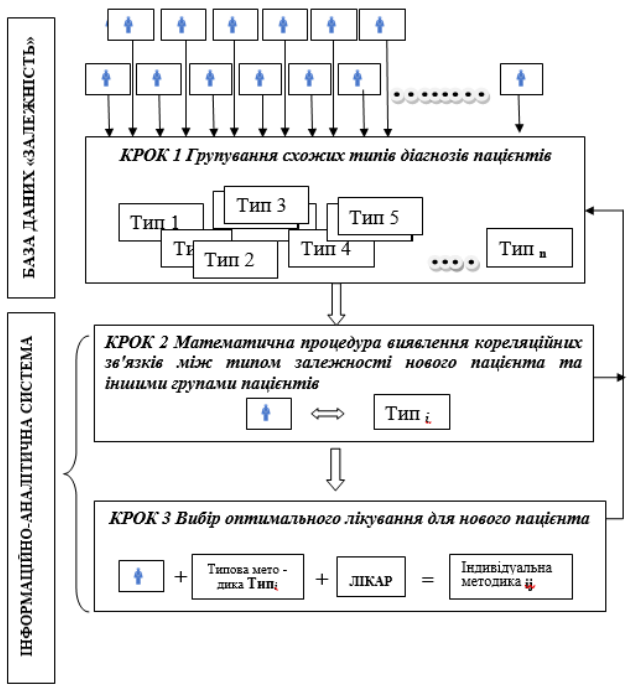 БАЗА ДАНИХ «ЗАЛЕЖНІСТЬ»
КРОК 1 Групування схожих типів діагнозів пацієнтів
Тип 1
Тип 3
Тип 5
Ти
Тип 2
Тип 4
Тип n
ІНФОРМАЦІЙНО-АНАЛІТИЧНА СИСТЕМА
КРОК 2 Математична процедура виявлення кореляційних
зв'язків між типом залежності нового пацієнта та
іншими групами пацієнтів
Тип i
КРОК 3 Вибір оптимального лікування для нового пацієнта
+
Типова мето -
дика Типi
+
ЛІКАР
=
Індивідуальна
методика ij